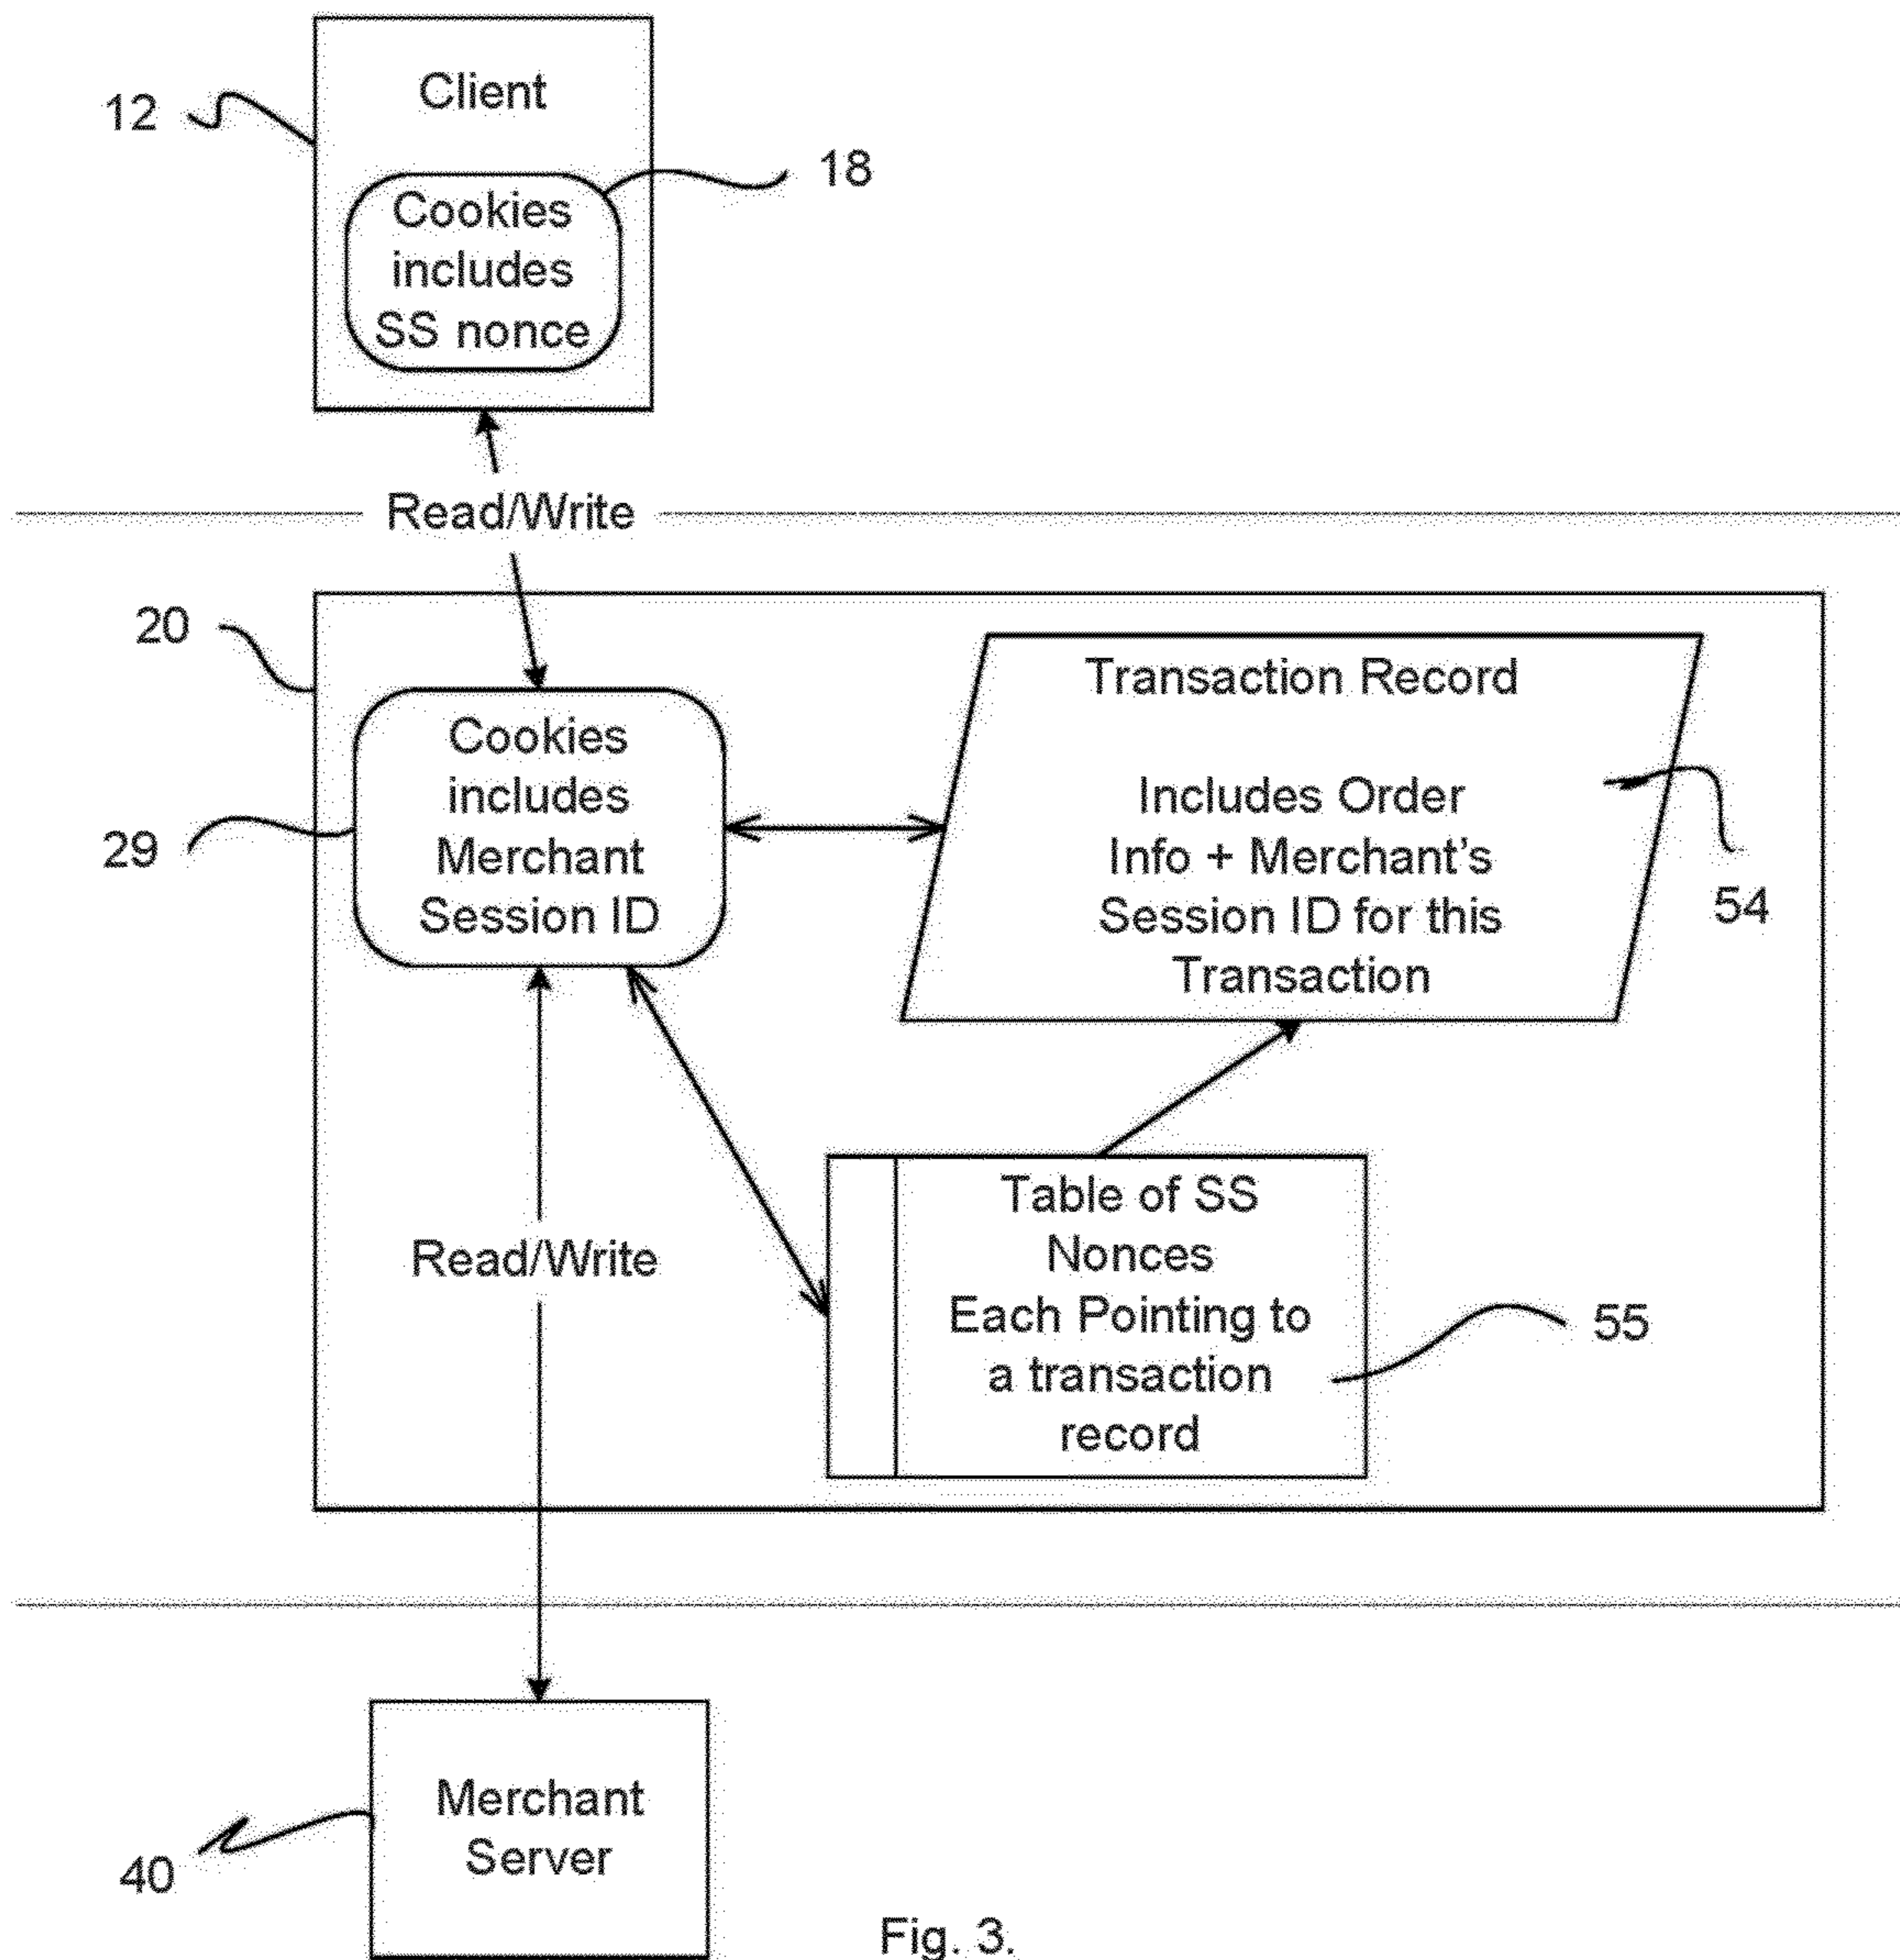 Client
12
18
Cookies
includes
SS nonce
Read/Write
20
Transaction Record
Cookies
includes
Merchant
Session ID
29
Includes Order
Info + Merchant's
Session ID for this
Transaction
54
Read/Write
Table of SS
Nonces
Each Pointing to
a transaction
record
55
Merchant
Server
40
Fig. 3.